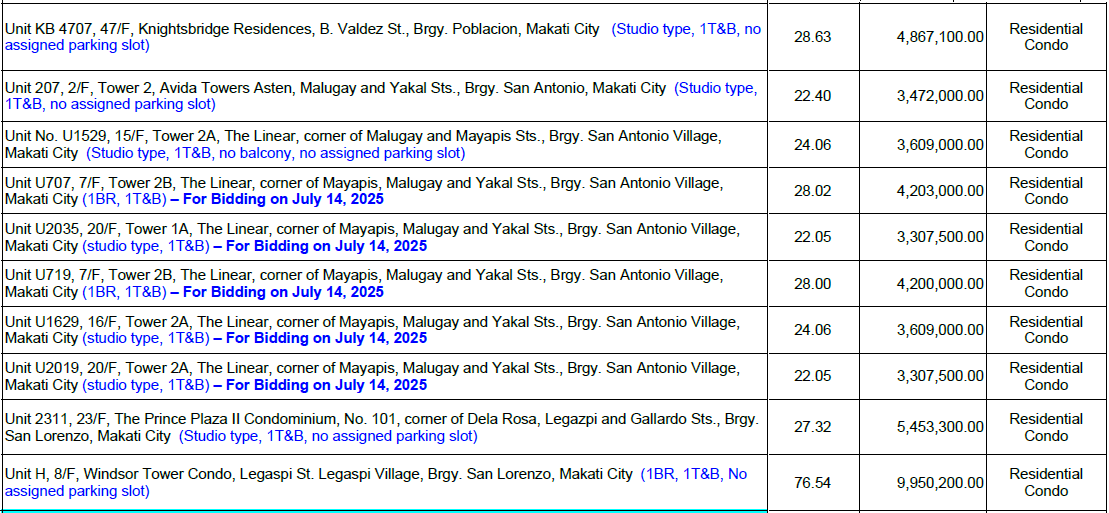 Unit KB 4707, 47/F, Knightsbridge Residences, B. Valdez St., Brgy. Poblacion, Makati City (Studio type, 1T&B, no
assigned parking slot)
28.63
4,867,100.00
Residential
Condo
Unit 207, 2/F, Tower 2, Avida Towers Asten, Malugay and Yakal Sts., Brgy. San Antonio, Makati City (Studio type,
1T&B, no assigned parking slot)
22.40
3,472,000.00
Residential
Condo
Unit No. U1529, 15/F, Tower 2A, The Linear, corner of Malugay and Mayapis Sts., Brgy. San Antonio Village,
Makati City (Studio type, 1T&B, no balcony, no assigned parking slot)
24.06
3,609,000.00
Residential
Condo
Unit U707, 7/F, Tower 2B, The Linear, corner of Mayapis, Malugay and Yakal Sts., Brgy. San Antonio Village,
Makati City (1BR, 1T&B) – For Bidding on July 14, 2025
28.02
4,203,000.00
Residential
Condo
Unit U2035, 20/F, Tower 1A, The Linear, corner of Mayapis, Malugay and Yakal Sts., Brgy. San Antonio Village,
Makati City (studio type, 1T&B) – For Bidding on July 14, 2025
22.05
3,307,500.00
Residential
Condo
Unit U719, 7/F, Tower 2B, The Linear, corner of Mayapis, Malugay and Yakal Sts., Brgy. San Antonio Village,
Makati City (1BR, 1T&B) – For Bidding on July 14, 2025
28.00
4,200,000.00
Residential
Condo
Unit U1629, 16/F, Tower 2A, The Linear, corner of Mayapis, Malugay and Yakal Sts., Brgy. San Antonio Village,
Makati City (studio type, 1T&B) – For Bidding on July 14, 2025
24.06
3,609,000.00
Residential
Condo
Unit U2019, 20/F, Tower 2A, The Linear, corner of Mayapis, Malugay and Yakal Sts., Brgy. San Antonio Village,
Makati City (studio type, 1T&B) – For Bidding on July 14, 2025
22.05
3,307,500.00
Residential
Condo
Unit 2311, 23/F, The Prince Plaza II Condominium, No. 101, corner of Dela Rosa, Legazpi and Gallardo Sts., Brgy.
San Lorenzo, Makati City (Studio type, 1T&B, no assigned parking slot)
27.32
5,453,300.00
Residential
Condo
Unit H, 8/F, Windsor Tower Condo, Legaspi St. Legaspi Village, Brgy. San Lorenzo, Makati City (1BR, 1T&B, No
assigned parking slot)
76.54
9,950,200.00
Residential
Condo